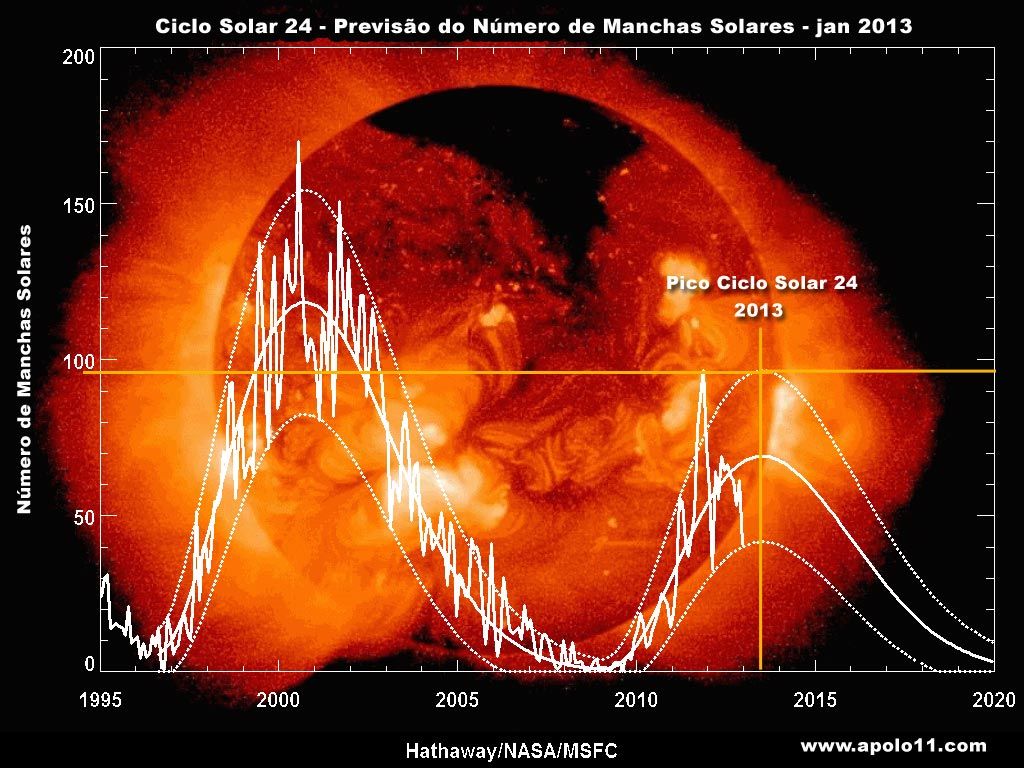 Ciclo Solar 24 - Previsão do Número de Manchas Solares - jan 2013
200
150
100
50
0
Número de Manchas Solares
Pico Ciclo Solar 24
2013
1995 2000 2005 2010 2015 2020
Hathaway/NASA/MSFC
www.apolo11.com